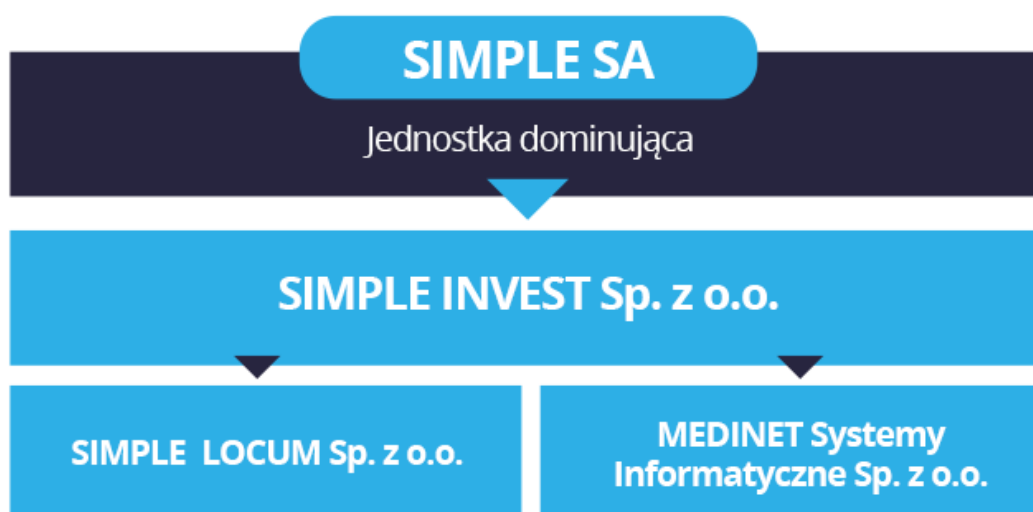 SIMPLE SA
Jednostka dominująca
SIMPLE INVEST Sp. z o.o.
SIMPLE LOCUM Sp. z o.o.
MEDINET Systemy
Informatyczne Sp. z o.o.